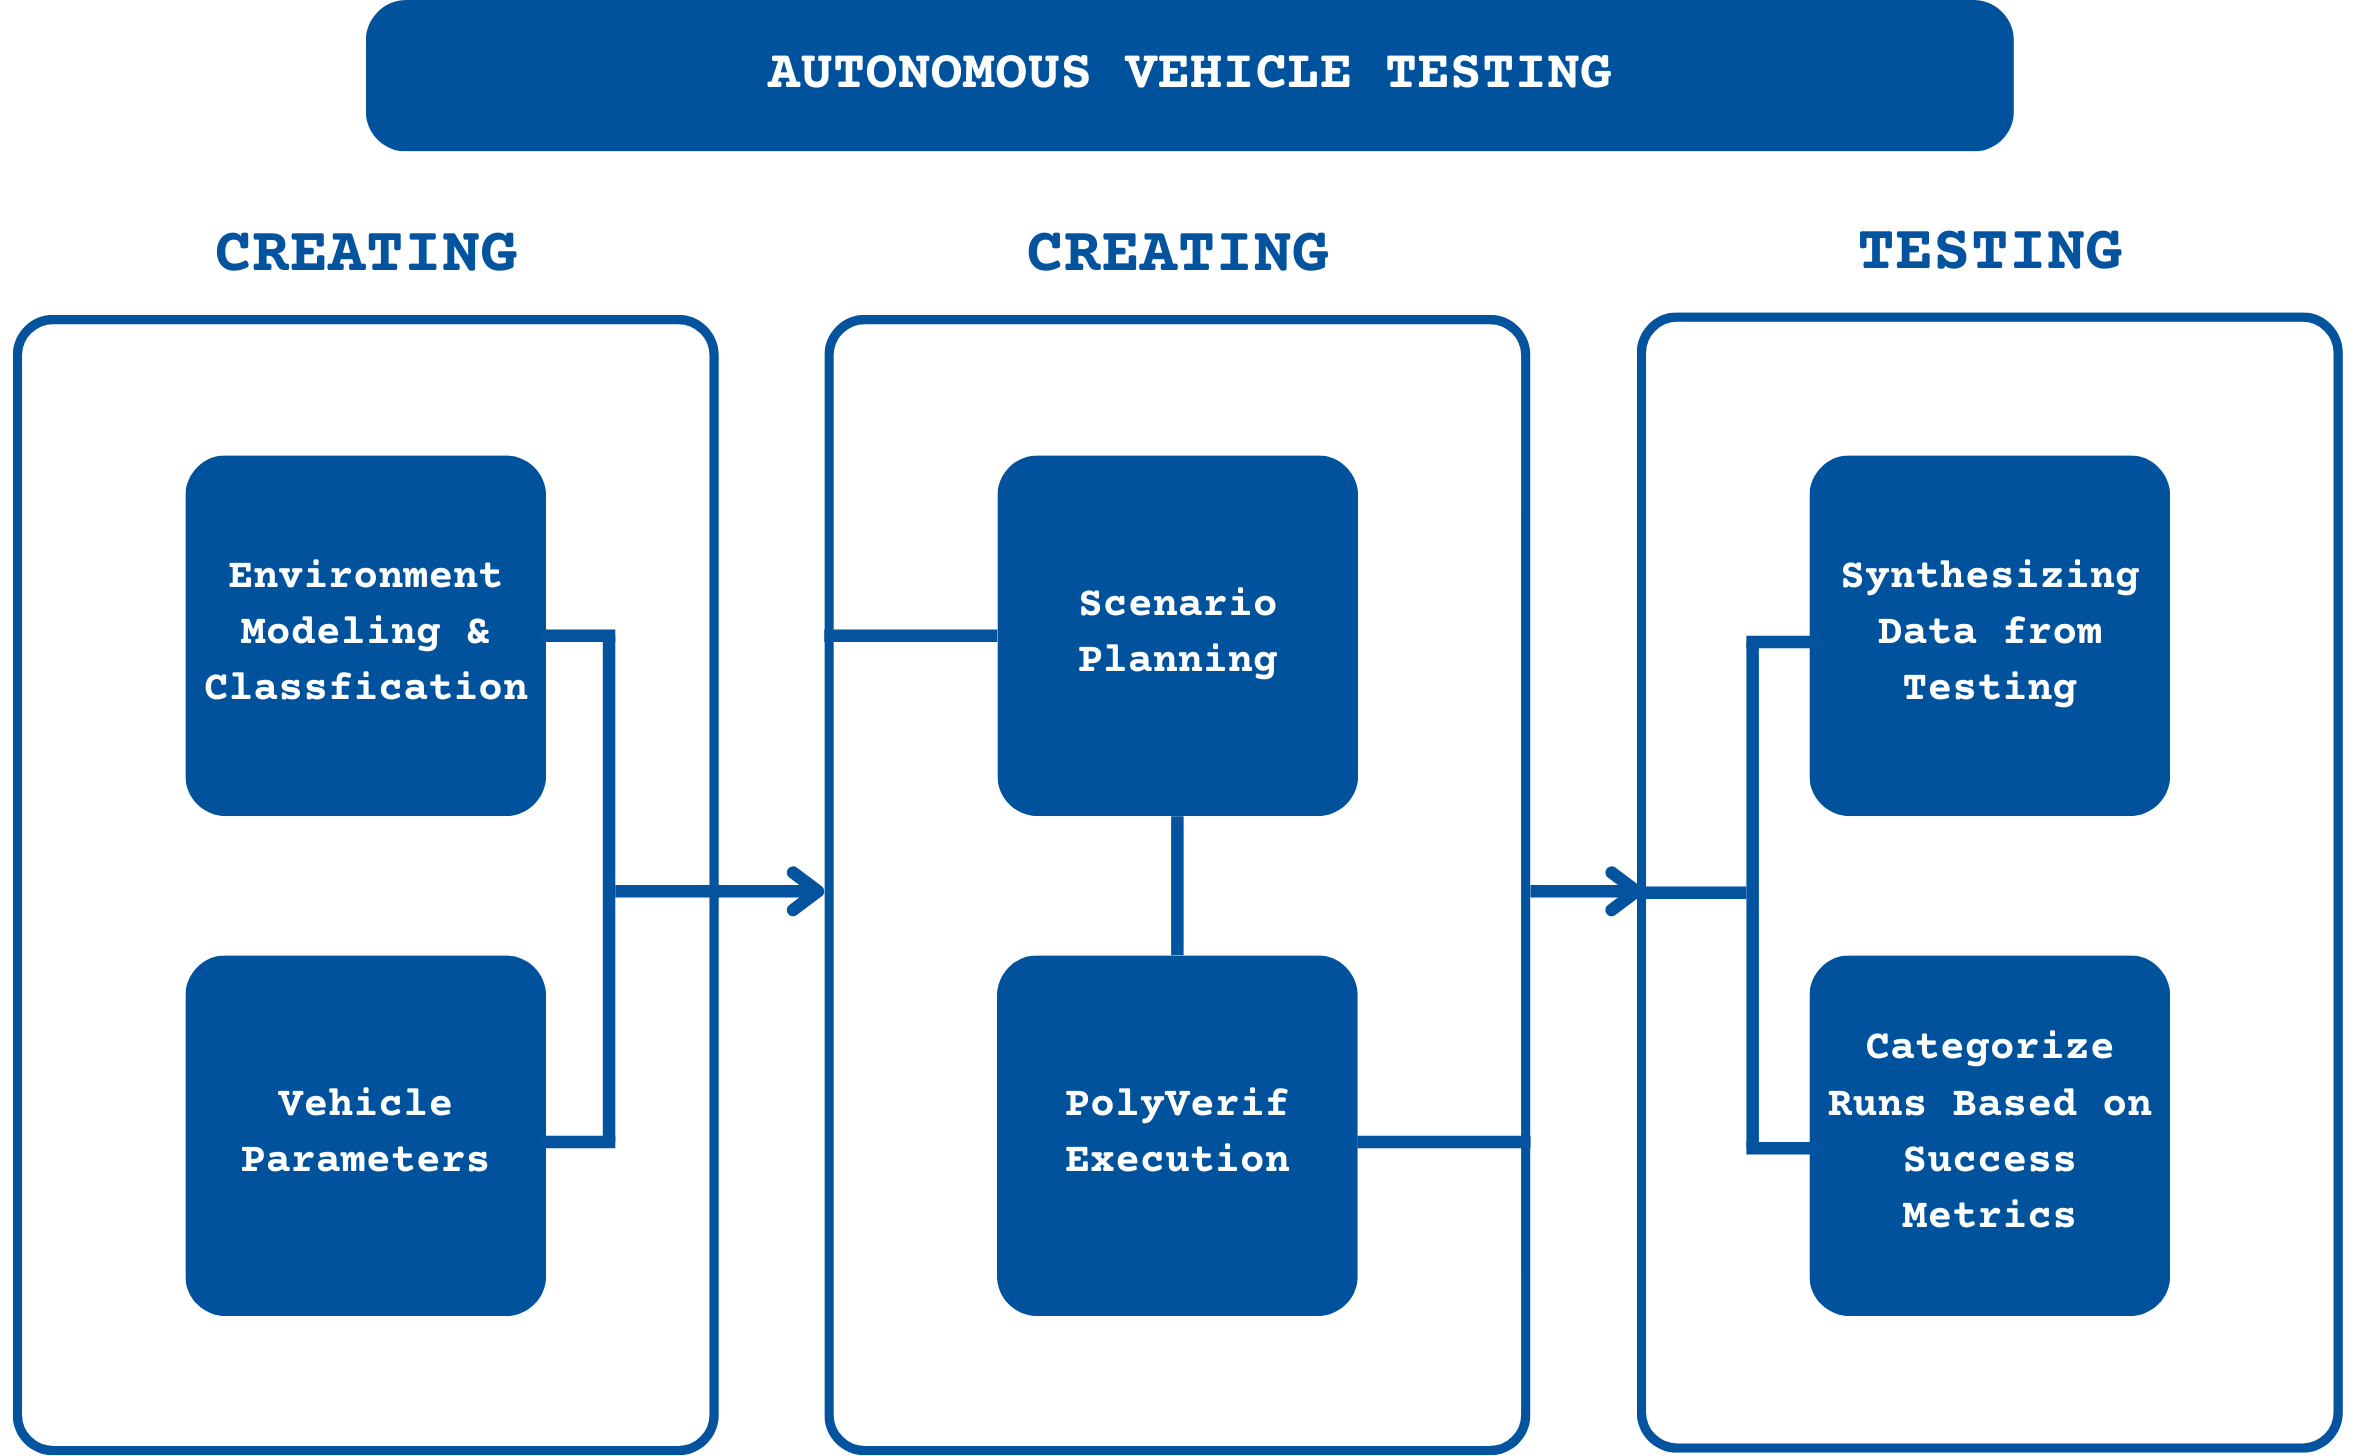 AUTONOMOUS VEHICLE TESTING
CREATING
Environment
Modeling &
Classfication
Vehicle
Parameters
CREATING
Scenario
Planning
PolyVerif
Execution
TESTING
Synthesizing
Data from
Testing
Categorize
Runs Based on
Success
Metrics